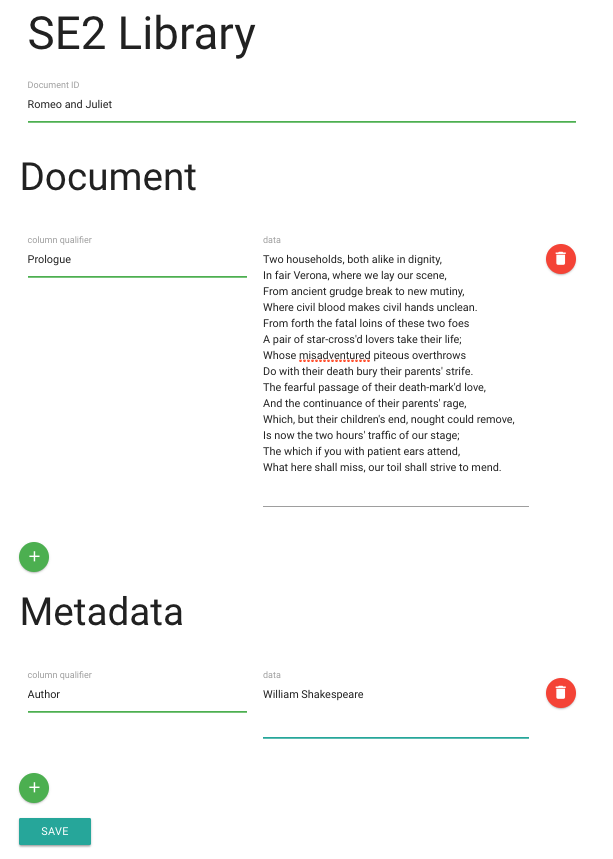 SE2 Library
Document ID
Romeo and Juliet
Document
column qualifier
data
Prologue
Two households, both alike in dignity,
In fair Verona, where we lay our scene,
From ancient grudge break to new mutiny,
Where civil blood makes civil hands unclean.
From forth the fatal loins of these two foes
A pair of star-cross'd lovers take their life;
Whose misadventured piteous overthrows
Do with their death bury their parents' strife.
The fearful passage of their death-mark'd love,
And the continuance of their parents' rage,
Which, but their children's end, nought could remove,
Is now the two hours' traffic of our stage;
The which if you with patient ears attend,
What here shall miss, our toil shall strive to mend.
+
Metadata
column qualifier
data
Author
William Shakespeare
+
SAVE